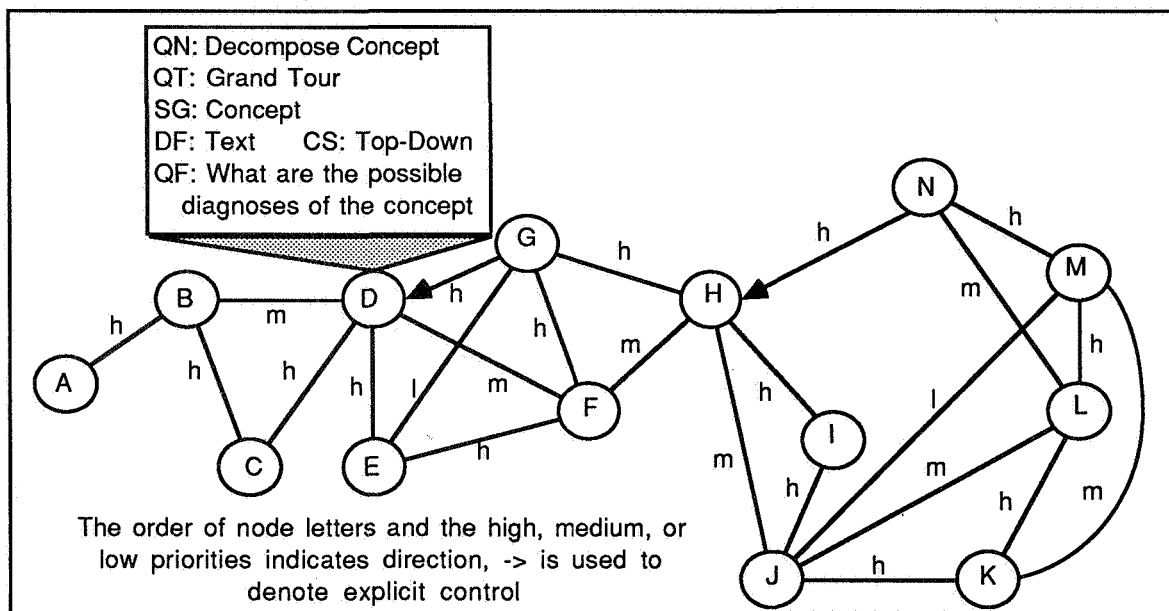 QN: Decompose Concept
QT: Grand Tour
SG: Concept
DF: Text CS: Top-Down
QF: What are the possible
diagnoses of the concept
N
G
h
h
h
M
B
D
h
H
m
h
m
h
h
A
h
h
h
l
m
m
F
h
l
L
I
C
E
h
m
h
m
h
m
The order of node letters and the high, medium, or
low priorities indicates direction, -> is used to
denote explicit control
J
h
K